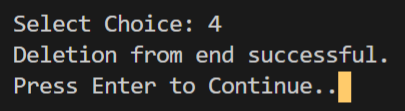 Select Choice: 4
Deletion from end successful.
Press Enter to Continue..